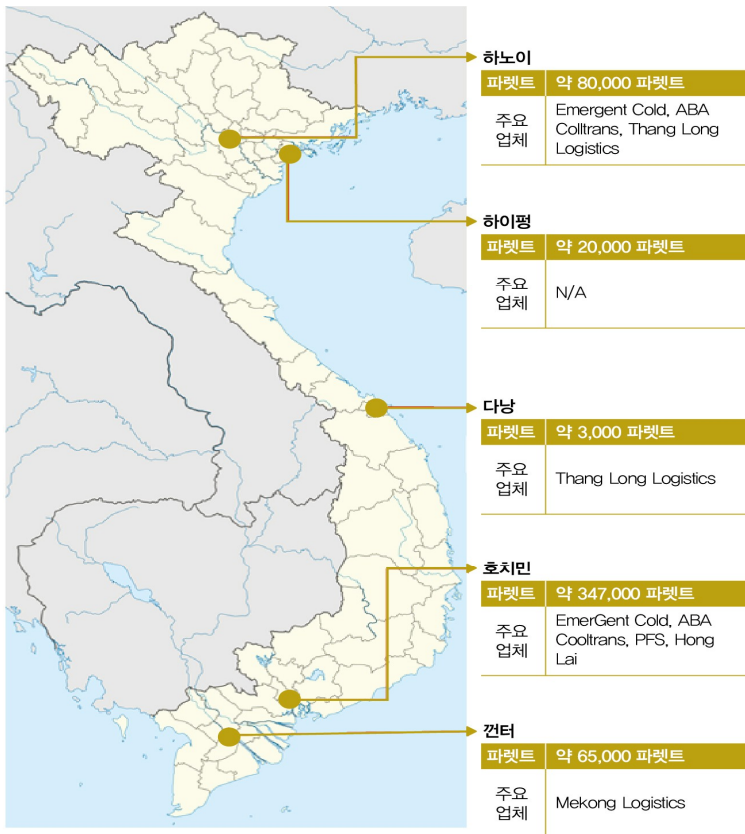 하노이
파렛트 약 80,000 파렛트
주요
업체
Emergent Cold, ABA
Colltrans, Thang Long
Logistics
하이펑
파렛트 약 20,000 파렛트
주요
업체
N/A
다낭
파렛트 약 3,000 파렛트
주요
업체
Thang Long Logistics
호치민
파렛트 약 347,000 파렛트
주요
업체
EmerGent Cold, ABA
Cooltrans, PFS, Hong
Lai
껀터
파렛트 약 65,000 파렛트
주요
업체
Mekong Logistics